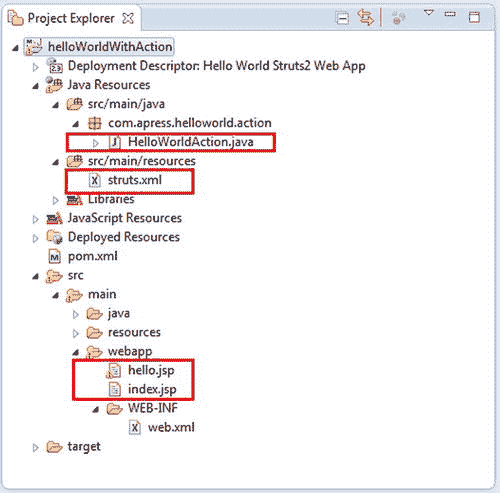 Project Explorer
helloWorldWithAction
Deployment Descriptor: Hello World Struts2 Web App
Java Resources
src/main/java
com.apress.helloworld.action
HelloWorldAction.java
src/main/resources
struts.xml
Libraries
JavaScript Resources
Deployed Resources
pom.xml
src
main
java
resources
webapp
hello.jsp
index.jsp
WEB-INF
web.xml
target